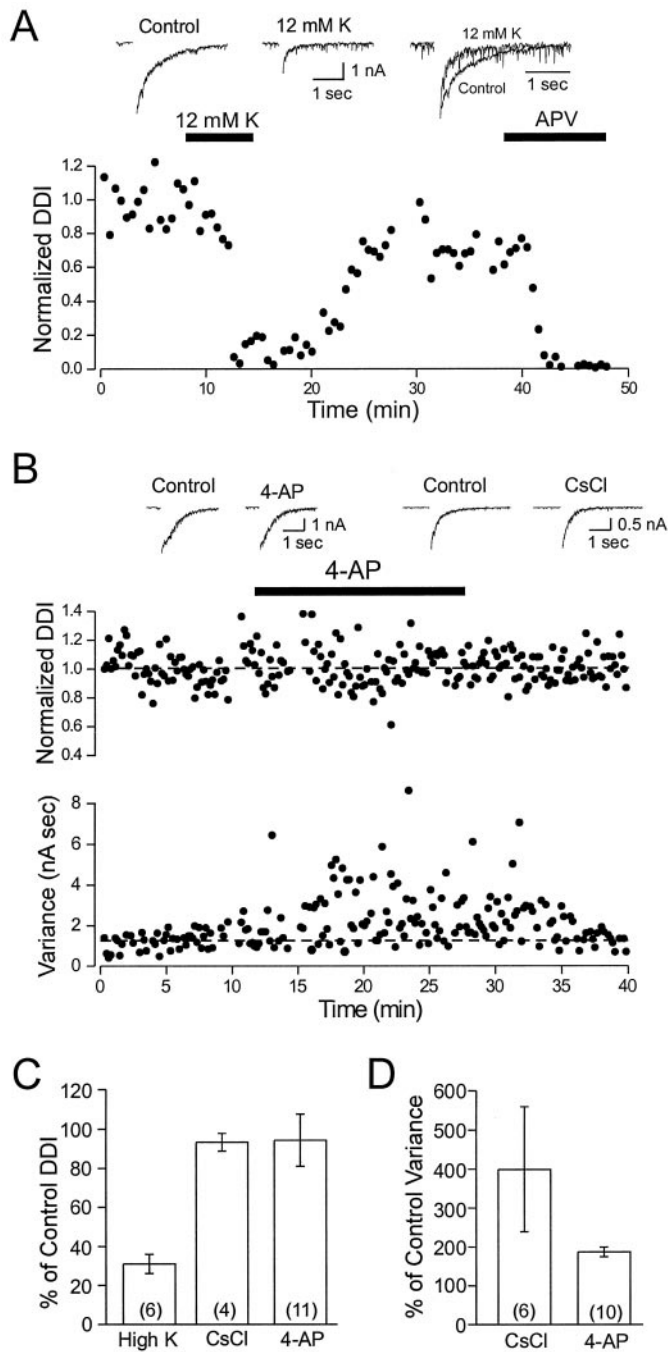 A
Control
12 mM K
1 nA
1 sec
12 mM K
Control
1 sec
12 mM K
APV
Normalized DDI
1.2
1.0
0.8
0.6
0.4
0.2
0.0
0 10 20 30 40 50
Time (min)
B
Control
4-AP
1 nA
1 sec
Control
CsCl
0.5 nA
1 sec
4-AP
Normalized DDI
1.4
1.2
1.0
0.8
0.6
0.4
Variance (nA sec)
8
6
4
2
0
0 5 10 15 20 25 30 35 40
Time (min)
C
% of Control DDI
120
100
80
60
40
20
0
(6) (4) (11)
High K CsCl 4-AP
D
% of Control Variance
600
500
400
300
200
100
0
(6) (10)
CsCl 4-AP